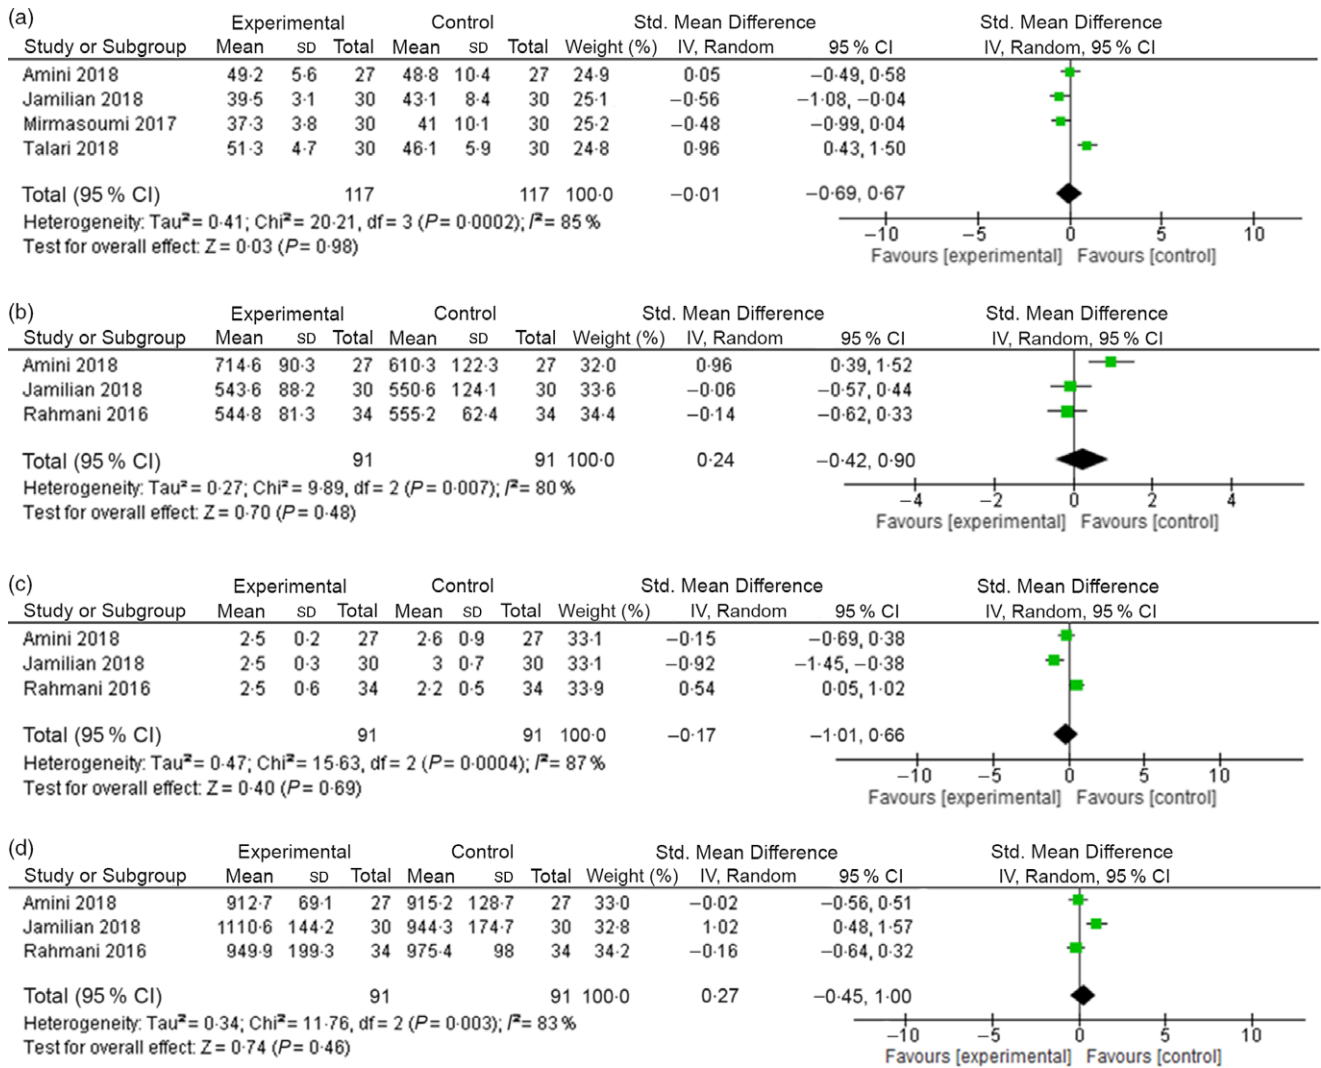 (a)
Experimental Control Std. Mean Difference Std. Mean Difference
Study or Subgroup Mean SD Total Mean SD Total Weight (%) IV, Random 95 % CI IV, Random, 95 % CI
Amini 2018 49·2 5·6 27 48·8 10·4 27 24·9 0·05 −0·49, 0·58
Jamilian 2018 39·5 3·1 30 43·1 8·4 30 25·1 −0·56 −1·08, −0·04
Mirmasoumi 2017 37·3 3·8 30 41 10·1 30 25·2 −0·48 −0·99, 0·04
Talari 2018 51·3 4·7 30 46·1 5·9 30 24·8 0·96 0·43, 1·50
Total (95 % CI) 117 117 100·0 −0·01 −0·69, 0·67
Heterogeneity: Tau² = 0·41; Chi² = 20·21, df = 3 (P = 0·0002); I² = 85 %
Test for overall effect: Z = 0·03 (P = 0·98)
−10 −5 0 5 10
Favours [experimental] Favours [control]
(b)
Experimental Control Std. Mean Difference Std. Mean Difference
Study or Subgroup Mean SD Total Mean SD Total Weight (%) IV, Random 95 % CI IV, Random, 95 % CI
Amini 2018 714·6 90·3 27 610·3 122·3 27 32·0 0·96 0·39, 1·52
Jamilian 2018 543·6 88·2 30 550·6 124·1 30 33·6 −0·06 −0·57, 0·44
Rahmani 2016 544·8 81·3 34 555·2 62·4 34 34·4 −0·14 −0·62, 0·33
Total (95 % CI) 91 91 100·0 0·24 −0·42, 0·90
Heterogeneity: Tau² = 0·27; Chi² = 9·89, df = 2 (P = 0·007); I² = 80 %
Test for overall effect: Z = 0·70 (P = 0·48)
−4 −2 0 2 4
Favours [experimental] Favours [control]
(c)
Experimental Control Std. Mean Difference Std. Mean Difference
Study or Subgroup Mean SD Total Mean SD Total Weight (%) IV, Random 95 % CI IV, Random, 95 % CI
Amini 2018 2·5 0·2 27 2·6 0·9 27 33·1 −0·15 −0·69, 0·38
Jamilian 2018 2·5 0·3 30 3 0·7 30 33·1 −0·92 −1·45, −0·38
Rahmani 2016 2·5 0·6 34 2·2 0·5 34 33·9 0·54 0·05, 1·02
Total (95 % CI) 91 91 100·0 −0·17 −1·01, 0·66
Heterogeneity: Tau² = 0·47; Chi² = 15·63, df = 2 (P = 0·0004); I² = 87 %
Test for overall effect: Z = 0·40 (P = 0·69)
−10 −5 0 5 10
Favours [experimental] Favours [control]
(d)
Experimental Control Std. Mean Difference Std. Mean Difference
Study or Subgroup Mean SD Total Mean SD Total Weight (%) IV, Random 95 % CI IV, Random, 95 % CI
Amini 2018 912·7 69·1 27 915·2 128·7 27 33·0 −0·02 −0·56, 0·51
Jamilian 2018 1110·6 144·2 30 944·3 174·7 30 32·8 1·02 0·48, 1·57
Rahmani 2016 949·9 199·3 34 975·4 98 34 34·2 −0·16 −0·64, 0·32
Total (95 % CI) 91 91 100·0 0·27 −0·45, 1·00
Heterogeneity: Tau² = 0·34; Chi² = 11·76, df = 2 (P = 0·003); I² = 83 %
Test for overall effect: Z = 0·74 (P = 0·46)
−10 −5 0 5 10
Favours [experimental] Favours [control]